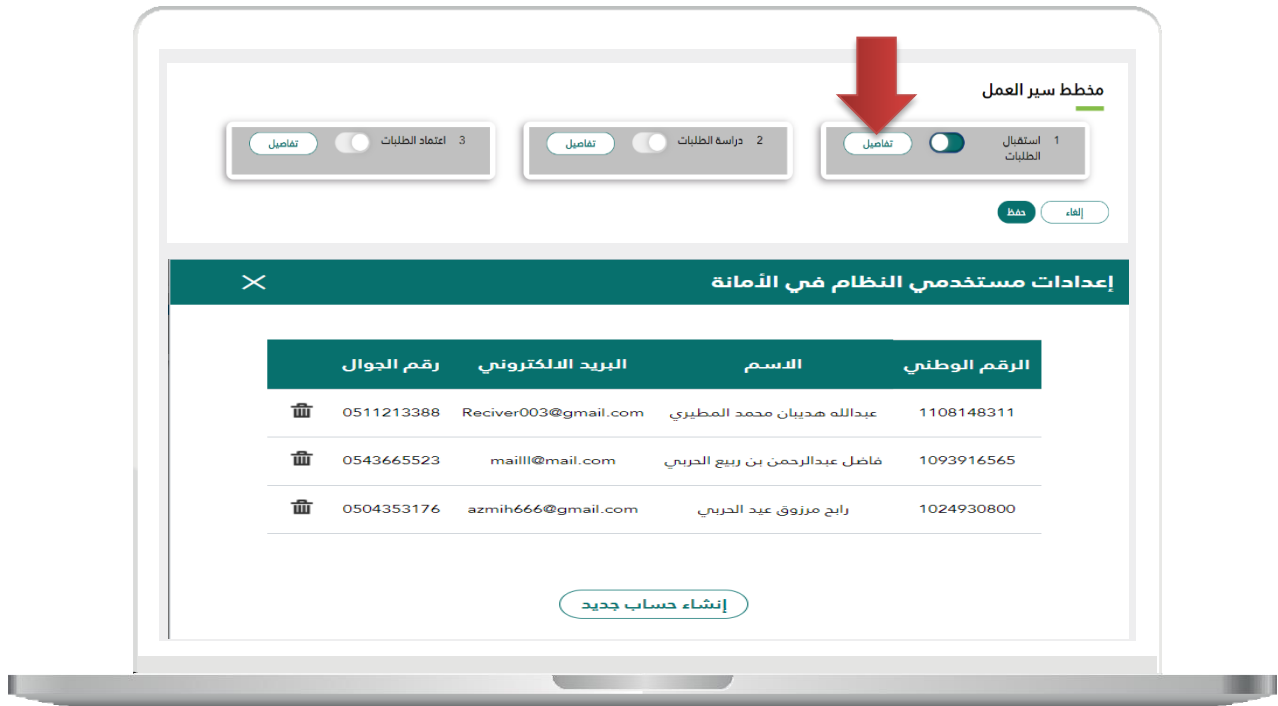 مخطط سير العمل
1 استقبال الطلبات تفاصيل
2 دراسة الطلبات تفاصيل
3 اعتماد الطلبات تفاصيل
إلغاء حفظ
إعدادات مستخدمي النظام في الأمانة
الرقم الوطني الاسم البريد الالكتروني رقم الجوال
1108148311 عبدالله هديبان محمد المطيري Reciver003@gmail.com 0511213388
1093916565 فاضل عبدالرحمن بن ربيع الحربي mailll@mail.com 0543665523
1024930800 رابح مرزوق عيد الحربي azmih666@gmail.com 0504353176
إنشاء حساب جديد